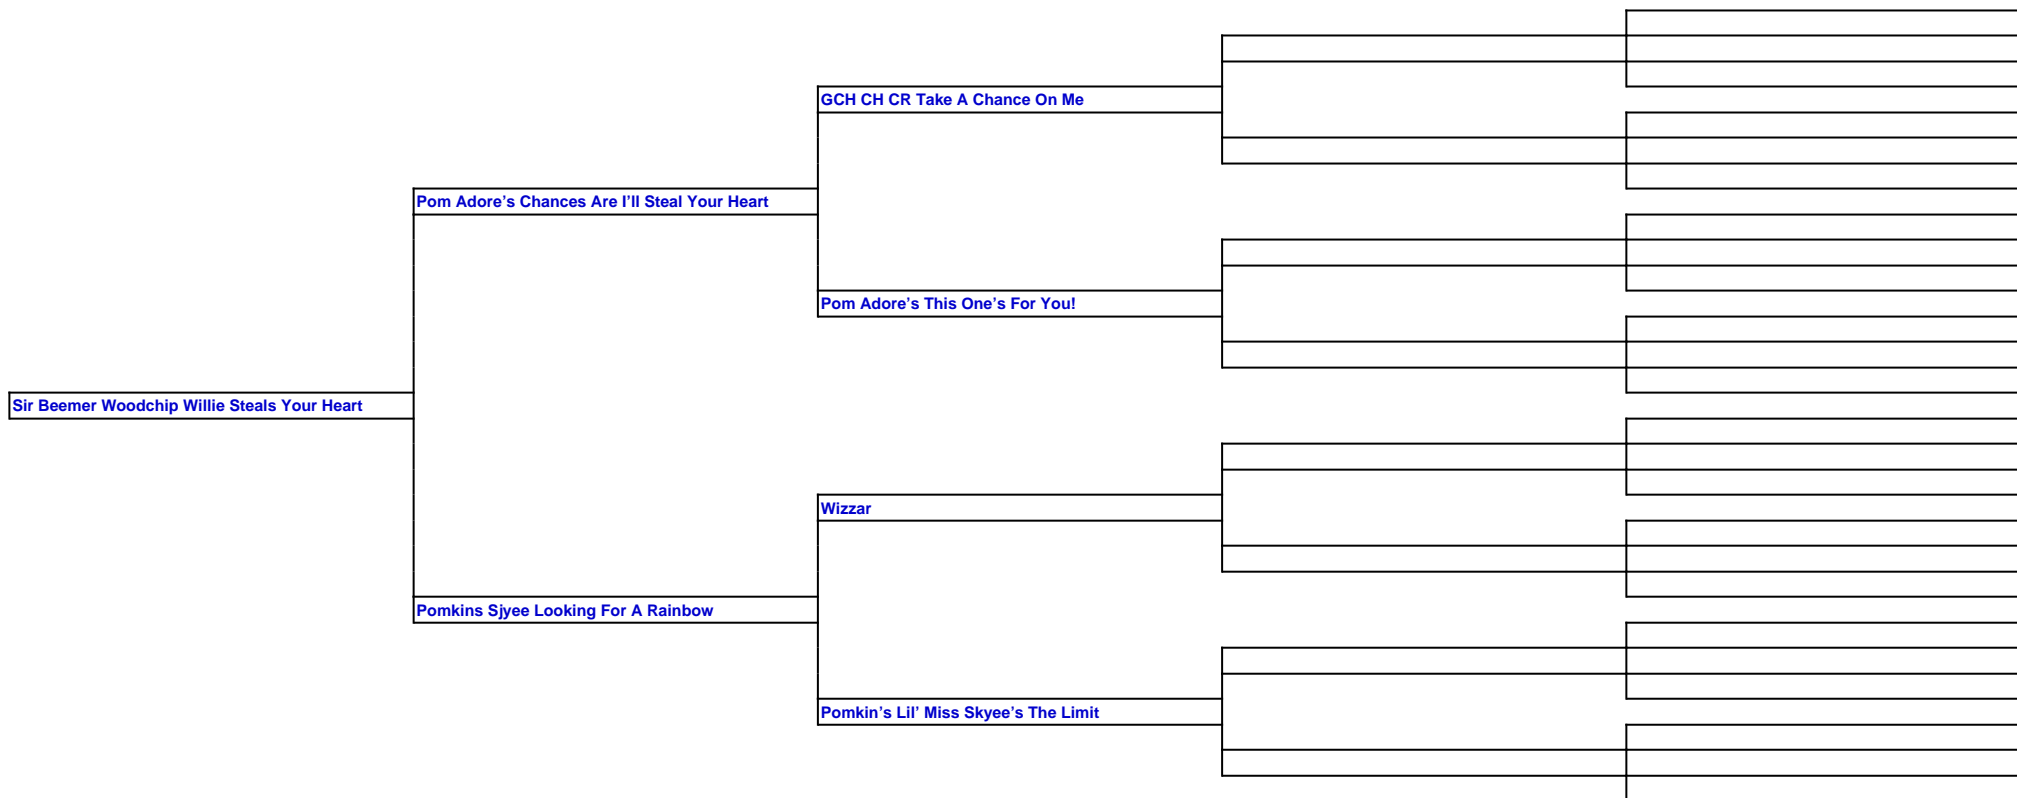 GCH CH CR Take A Chance On Me
Pom Adore’s Chances Are I’ll Steal Your Heart
Pom Adore’s This One’s For You!
Sir Beemer Woodchip Willie Steals Your Heart
Wizzar
Pomkins Sjyee Looking For A Rainbow
Pomkin’s Lil’ Miss Skyee’s The Limit